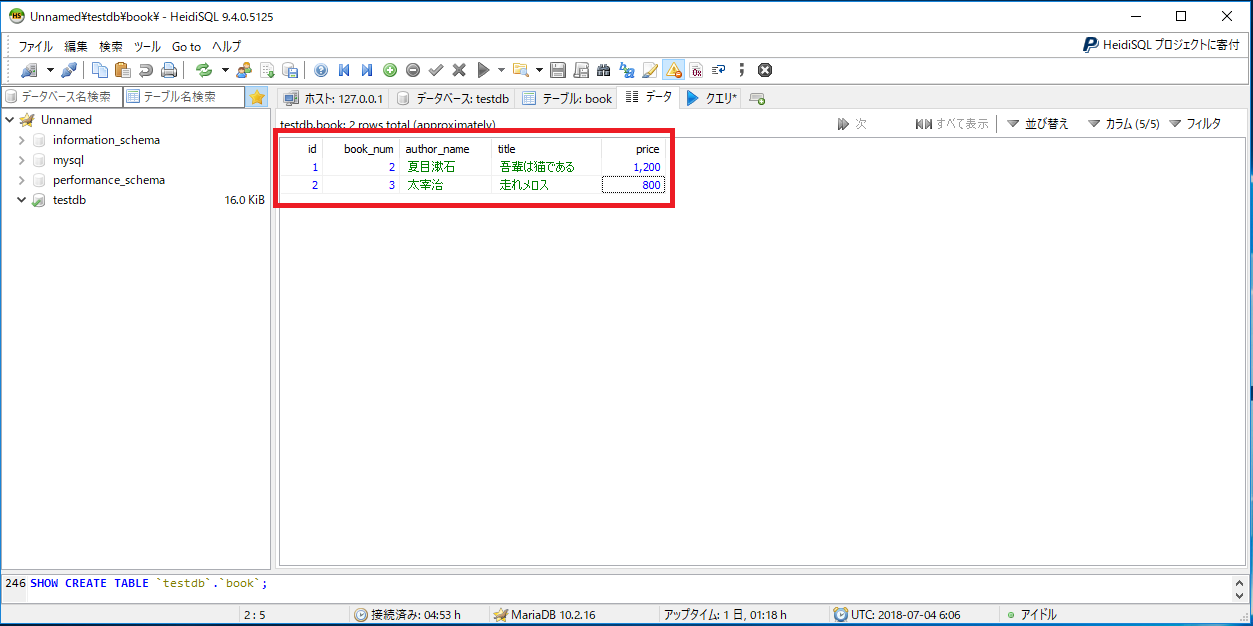 Unnamed¥testdb¥book¥ - HeidiSQL 9.4.0.5125
ファイル 編集 検索 ツール Go to ヘルプ
HeidiSQL プロジェクトに寄付
データベース名検索 テーブル名検索
ホスト: 127.0.0.1 データベース: testdb テーブル: book データ クエリ*
Unnamed
information_schema
mysql
performance_schema
testdb 16.0 KiB
testdb.book: 2 rows total (approximately)
次 すべて表示 並び替え カラム (5/5) フィルタ
id book_num author_name title price
1 2 夏目漱石 吾輩は猫である 1,200
2 3 太宰治 走れメロス 800
246 SHOW CREATE TABLE `testdb`.`book`;
2 : 5 接続済み: 04:53 h MariaDB 10.2.16 アップタイム: 1 日, 01:18 h UTC: 2018-07-04 6:06 アイドル